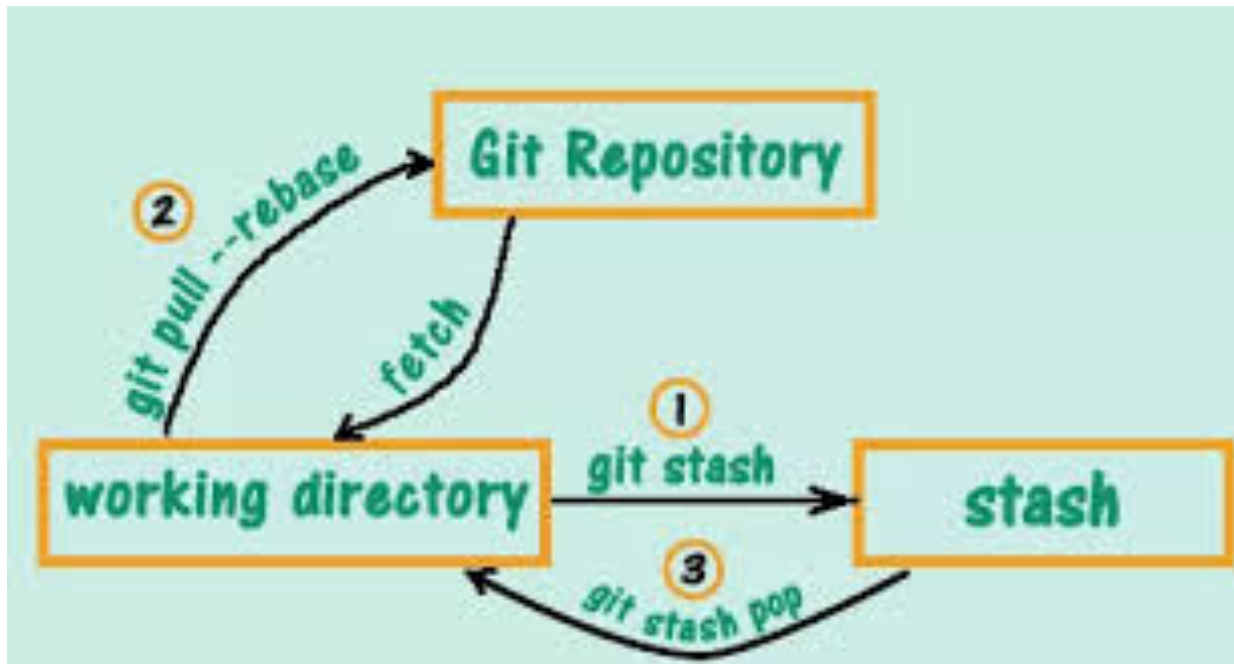 Git Repository
2
git pull --rebase
fetch
1
git stash
working directory
stash
3
git stash pop